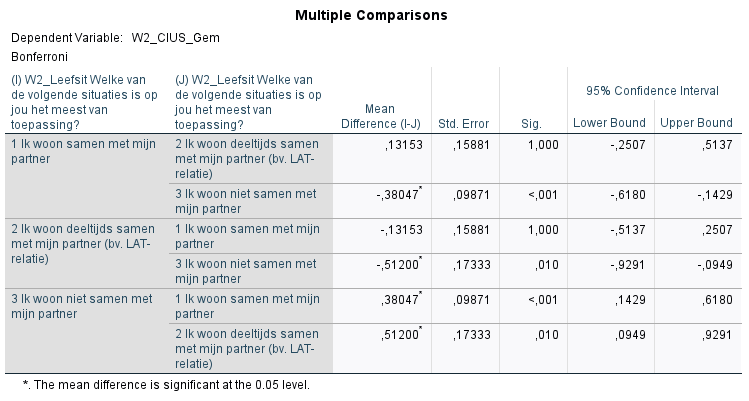 Multiple Comparisons
Dependent Variable: W2_CIUS_Gem
Bonferroni
(I) W2_Leefsit Welke van de volgende situaties is op jou het meest van toepassing? (J) W2_Leefsit Welke van de volgende situaties is op jou het meest van toepassing? Mean Difference (I-J) Std. Error Sig. 95% Confidence Interval
Lower Bound Upper Bound
1 Ik woon samen met mijn partner 2 Ik woon deeltijds samen met mijn partner (bv. LAT-relatie) ,13153 ,15881 1,000 -,2507 ,5137
3 Ik woon niet samen met mijn partner -,38047* ,09871 <,001 -,6180 -,1429
2 Ik woon deeltijds samen met mijn partner (bv. LAT-relatie) 1 Ik woon samen met mijn partner -,13153 ,15881 1,000 -,5137 ,2507
3 Ik woon niet samen met mijn partner -,51200* ,17333 ,010 -,9291 -,0949
3 Ik woon niet samen met mijn partner 1 Ik woon samen met mijn partner ,38047* ,09871 <,001 ,1429 ,6180
2 Ik woon deeltijds samen met mijn partner (bv. LAT-relatie) ,51200* ,17333 ,010 ,0949 ,9291
*. The mean difference is significant at the 0.05 level.